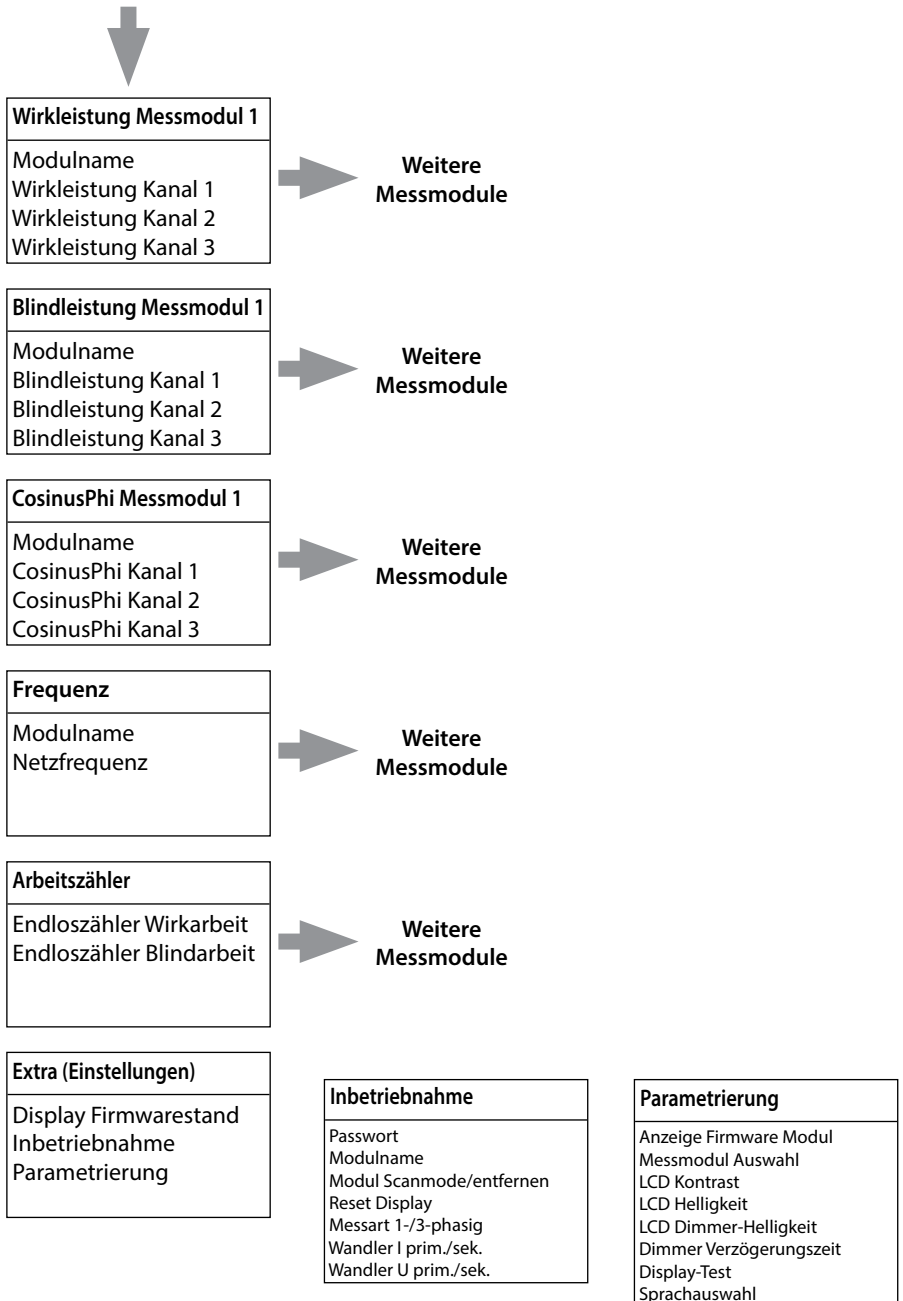 Wirkleistung Messmodul 1
Modulname
Wirkleistung Kanal 1
Wirkleistung Kanal 2
Wirkleistung Kanal 3
Weitere
Messmodule
Blindleistung Messmodul 1
Modulname
Blindleistung Kanal 1
Blindleistung Kanal 2
Blindleistung Kanal 3
Weitere
Messmodule
CosinusPhi Messmodul 1
Modulname
CosinusPhi Kanal 1
CosinusPhi Kanal 2
CosinusPhi Kanal 3
Weitere
Messmodule
Frequenz
Modulname
Netzfrequenz
Weitere
Messmodule
Arbeitszähler
Endloszähler Wirkarbeit
Endloszähler Blindarbeit
Weitere
Messmodule
Extra (Einstellungen)
Display Firmwarestand
Inbetriebnahme
Parametrierung
Inbetriebnahme
Passwort
Modulname
Modul Scanmode/entfernen
Reset Display
Messart 1-/3-phasig
Wandler I prim./sek.
Wandler U prim./sek.
Parametrierung
Anzeige Firmware Modul
Messmodul Auswahl
LCD Kontrast
LCD Helligkeit
LCD Dimmer-Helligkeit
Dimmer Verzögerungszeit
Display-Test
Sprachauswahl